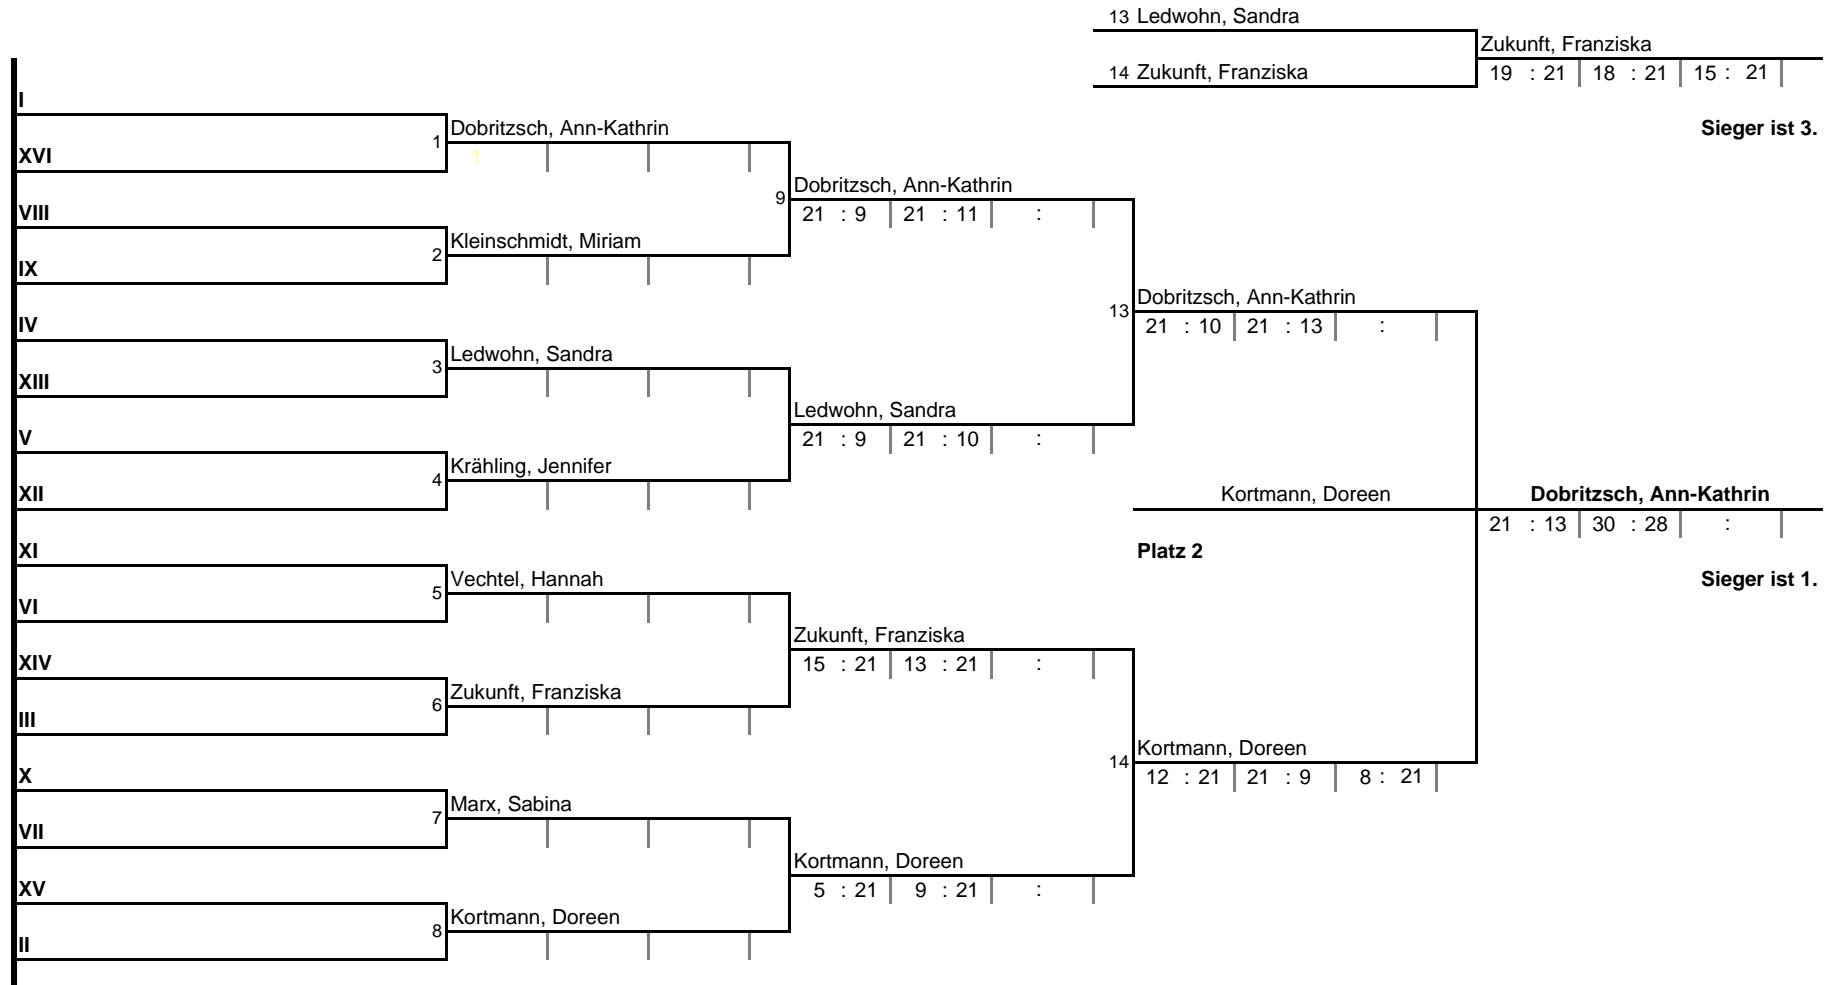 13 Ledwohn, Sandra
Zukunft, Franziska
14 Zukunft, Franziska
19 : 21 18 : 21 15 : 21
Sieger ist 3.
I
1 Dobritzsch, Ann-Kathrin
XVI
1
9 Dobritzsch, Ann-Kathrin
21 : 9 21 : 11 :
VIII
2 Kleinschmidt, Miriam
IX
13 Dobritzsch, Ann-Kathrin
21 : 10 21 : 13 :
IV
3 Ledwohn, Sandra
XIII
Ledwohn, Sandra
21 : 9 21 : 10 :
V
4 Krähling, Jennifer
XII
Kortmann, Doreen
Dobritzsch, Ann-Kathrin
21 : 13 30 : 28 :
Platz 2
Sieger ist 1.
XI
5 Vechtel, Hannah
VI
Zukunft, Franziska
15 : 21 13 : 21 :
XIV
6 Zukunft, Franziska
III
14 Kortmann, Doreen
12 : 21 21 : 9 8 : 21
X
7 Marx, Sabina
VII
Kortmann, Doreen
5 : 21 9 : 21 :
XV
8 Kortmann, Doreen
II